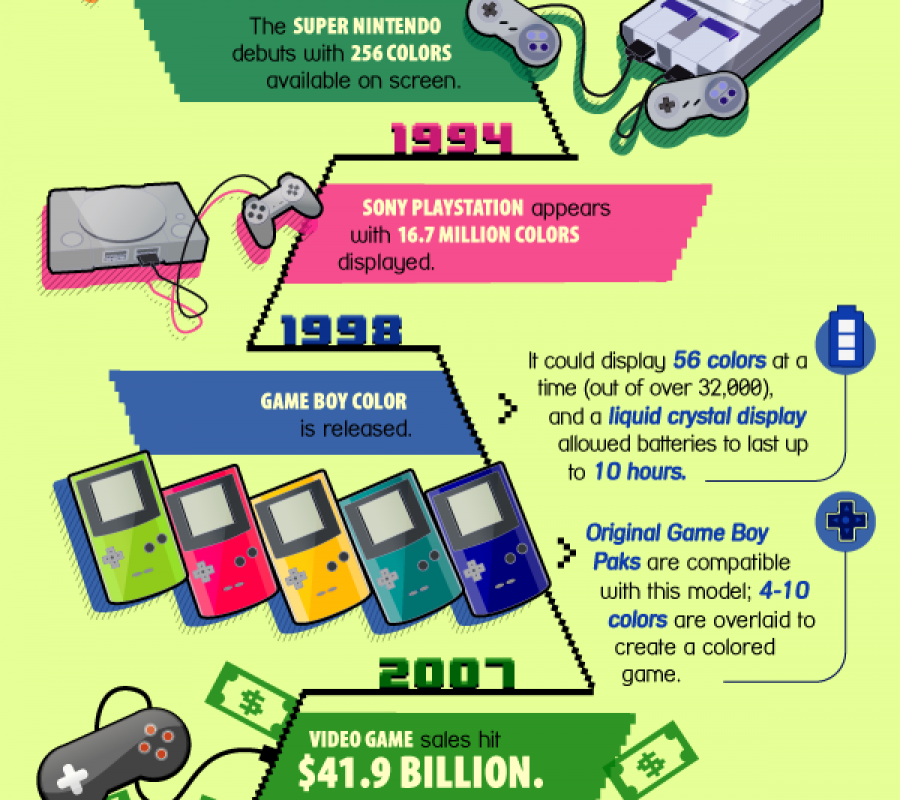 The SUPER NINTENDO
debuts with 256 COLORS
available on screen.
1994
SONY PLAYSTATION appears
with 16.7 MILLION COLORS
displayed.
1998
GAME BOY COLOR
is released.
It could display 56 colors at a
time (out of over 32,000),
and a liquid crystal display
allowed batteries to last up
to 10 hours.
Original Game Boy
Paks are compatible
with this model; 4-10
colors are overlaid to
create a colored
game.
2007
$
VIDEO GAME sales hit
$41.9 BILLION.
$